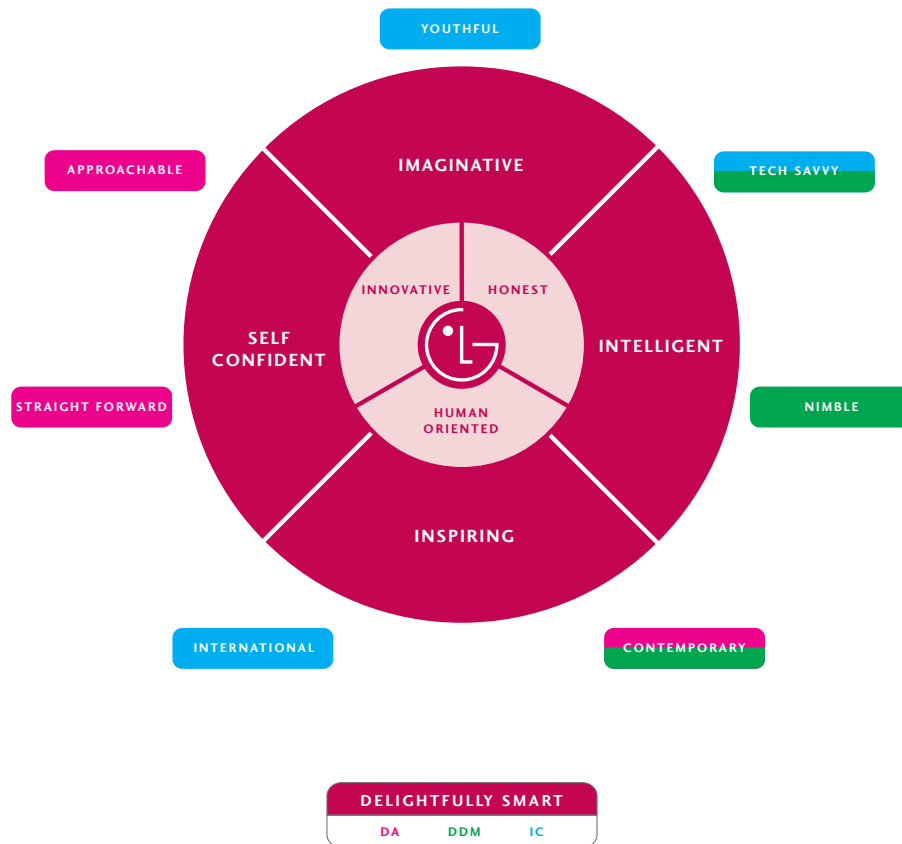 YOUTHFUL
APPROACHABLE
IMAGINATIVE
TECH SAVVY
INNOVATIVE
HONEST
SELF
CONFIDENT
LG
INTELLIGENT
STRAIGHT FORWARD
HUMAN
ORIENTED
NIMBLE
INSPIRING
INTERNATIONAL
CONTEMPORARY
DELIGHTFULLY SMART
DA DDM IC